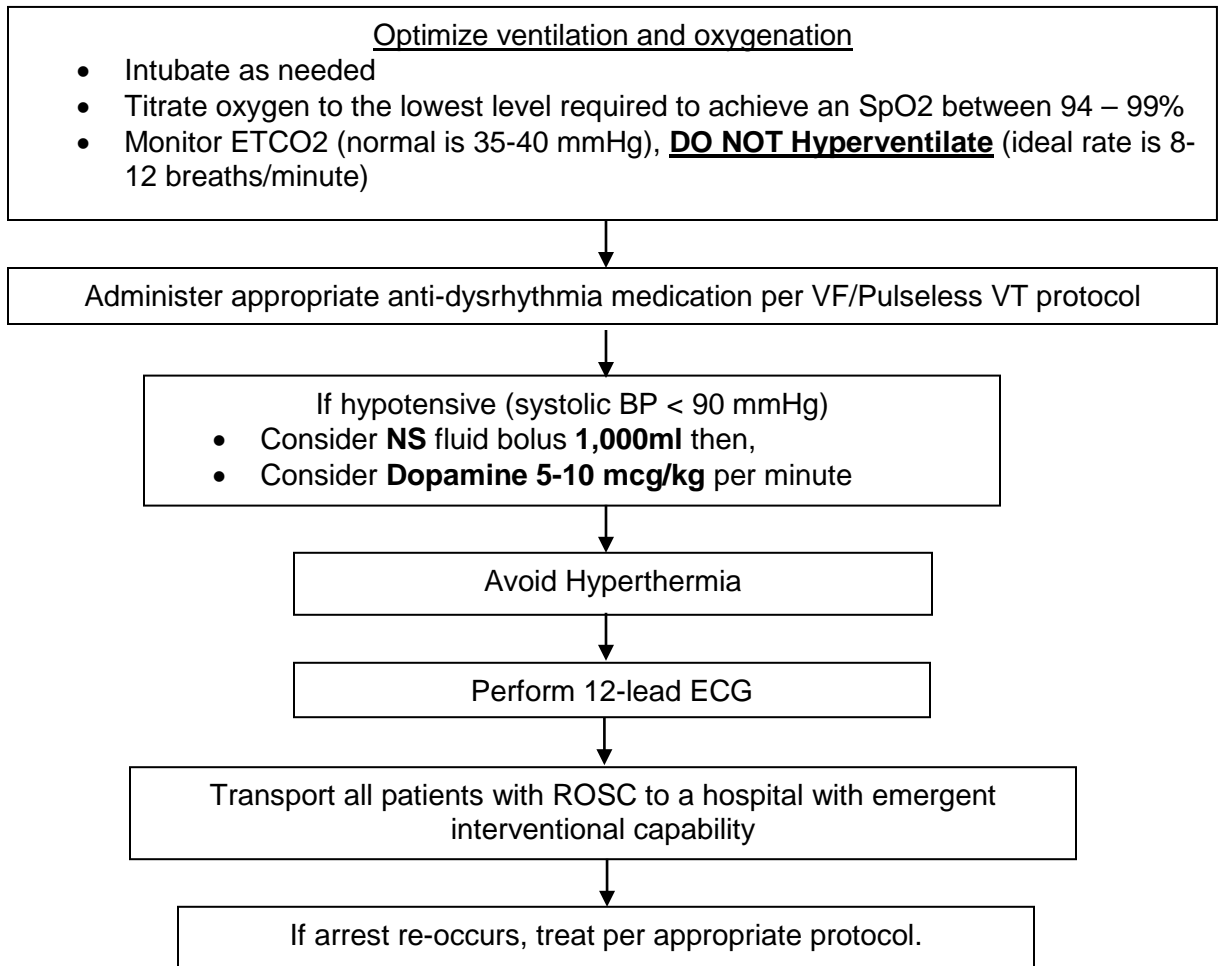 Optimize ventilation and oxygenation
• Intubate as needed
• Titrate oxygen to the lowest level required to achieve an SpO2 between 94 – 99%
• Monitor ETCO2 (normal is 35-40 mmHg), DO NOT Hyperventilate (ideal rate is 8-
12 breaths/minute)
Administer appropriate anti-dysrhythmia medication per VF/Pulseless VT protocol
If hypotensive (systolic BP < 90 mmHg)
• Consider NS fluid bolus 1,000ml then,
• Consider Dopamine 5-10 mcg/kg per minute
Avoid Hyperthermia
Perform 12-lead ECG
Transport all patients with ROSC to a hospital with emergent
interventional capability
If arrest re-occurs, treat per appropriate protocol.